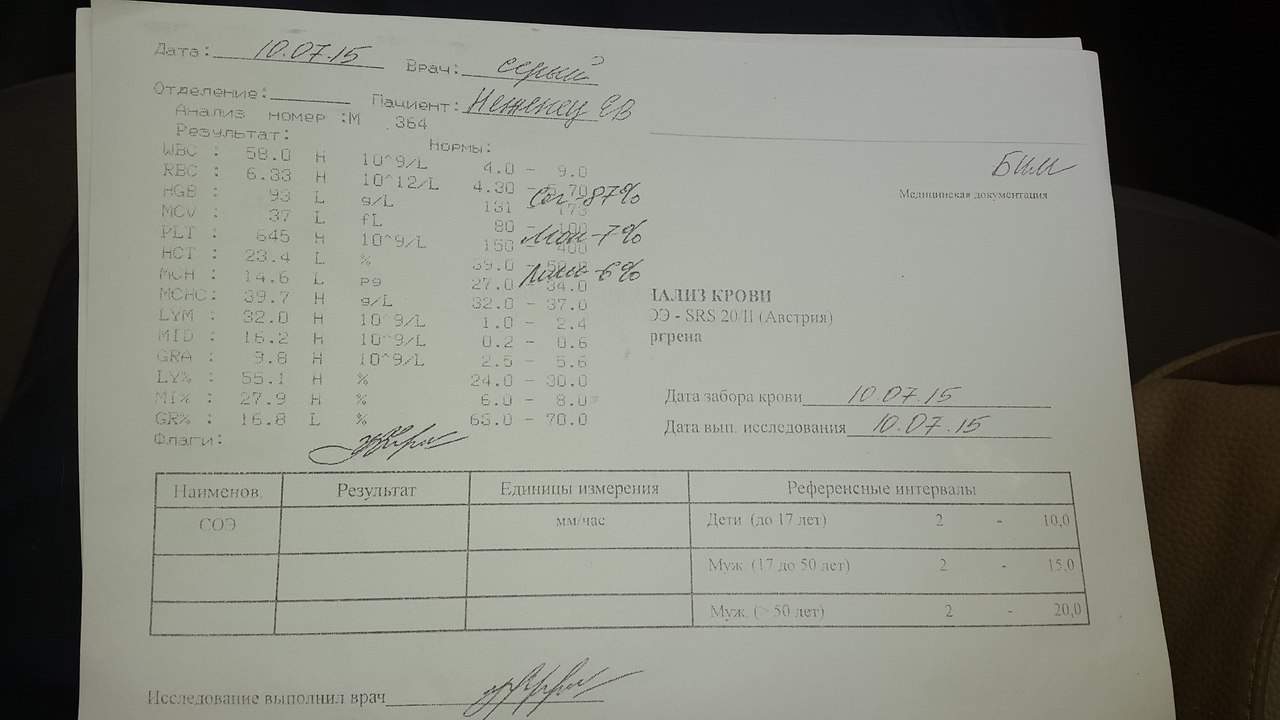 Дата: 10.07.15 Врач: серый
Отделение: Пациент: ЕВ
Анализ номер :М 364
Результат: Нормы:
WBC : 58.0 H 10^9/L 4.0 - 9.0
RBC : 6.33 H 10^12/L 4.30 - 5.70
HGB : 93 L g/L 131 - 173
MCV : 37 L fL 80 - 100
PLT : 645 H 10^9/L 150 - 400
HCT : 23.4 L % 39.0 -
MCH : 14.6 L pg 27.0 - 34.0
MCHC: 39.7 H g/L 32.0 - 37.0
LYM : 32.0 H 10^9/L 1.0 - 2.4
MID : 16.2 H 10^9/L 0.2 - 0.6
GRA : 9.8 H 10^9/L 2.5 - 5.6
LY% : 55.1 H % 24.0 - 30.0
MI% : 27.9 H % 6.0 - 8.0
GR% : 16.8 L % 63.0 - 70.0
Флаги:
Сег-87%
Мон-7%
Лим-6%
Бим
Медицинская документация
АЛИЗ КРОВИ
ОЭ - SRS 20/II (Австрия)
ргрена
Дата забора крови 10.07.15
Дата вып. исследования 10.07.15
Наименов. Результат Единицы измерения Референсные интервалы
СОЭ мм/час Дети (до 17 лет) 2 - 10,0
Муж. (17 до 50 лет) 2 - 15,0
Муж. (> 50 лет) 2 - 20,0
Исследование выполнил врач